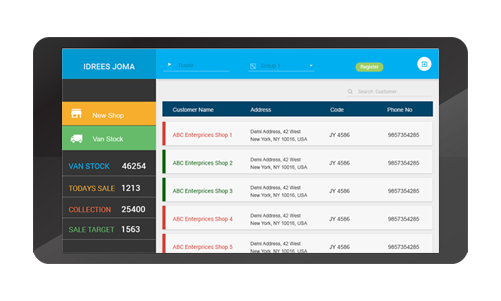 IDREES JOMA
Group 1
Register
Search Customer
New Shop
Van Stock
VAN STOCK 46254
TODAYS SALE 1213
COLLECTION 25400
SALE TARGET 1563
Customer Name Address Code Phone No
ABC Enterprices Shop 1 Demi Address, 42 West JY 4586 9857354285
New York, NY 10016, USA
ABC Enterprices Shop 2 Demi Address, 42 West JY 4586 9857354285
New York, NY 10016, USA
ABC Enterprices Shop 3 Demi Address, 42 West JY 4586 9857354285
New York, NY 10016, USA
ABC Enterprices Shop 4 Demi Address, 42 West JY 4586 9857354285
New York, NY 10016, USA
ABC Enterprices Shop 5 Demi Address, 42 West JY 4586 9857354285
New York, NY 10016, USA